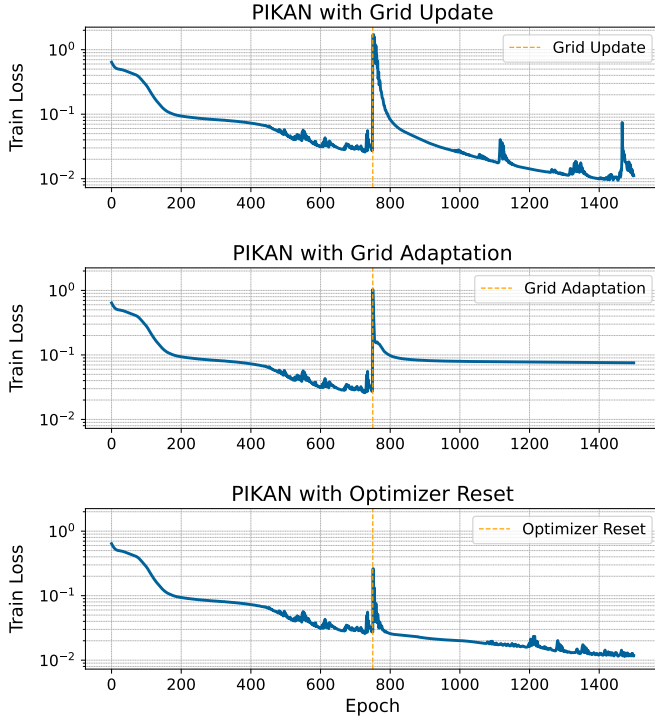 PIKAN with Grid Update
Train Loss
10⁰
10⁻¹
10⁻²
Grid Update
0 200 400 600 800 1000 1200 1400
PIKAN with Grid Adaptation
Train Loss
10⁰
10⁻¹
10⁻²
Grid Adaptation
0 200 400 600 800 1000 1200 1400
PIKAN with Optimizer Reset
Train Loss
10⁰
10⁻¹
10⁻²
Optimizer Reset
0 200 400 600 800 1000 1200 1400
Epoch